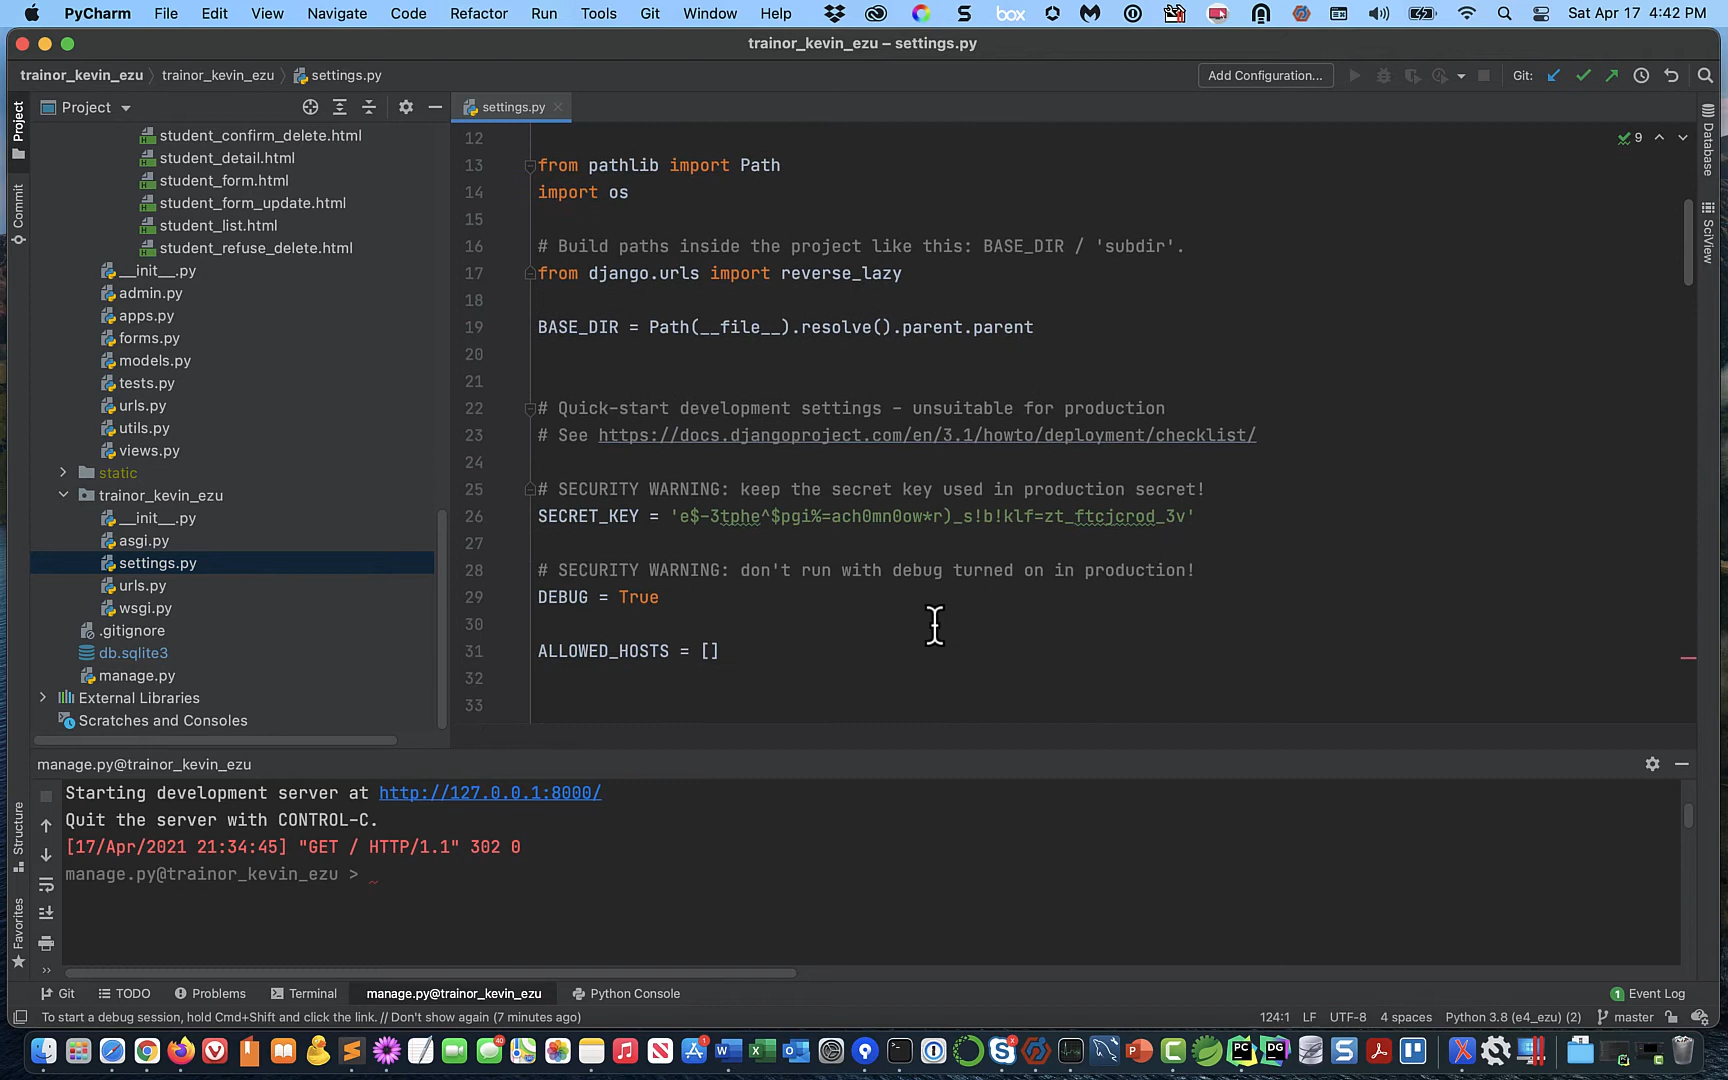 PyCharm File Edit View Navigate Code Refactor Run Tools Git Window Help box Sat Apr 17 4:42 PM
trainor_kevin_ezu – settings.py
trainor_kevin_ezu trainor_kevin_ezu settings.py Add Configuration... Git:
Project settings.py
Project
Commit
Structure
Favorites
Database
SciView
student_confirm_delete.html
student_detail.html
student_form.html
student_form_update.html
student_list.html
student_refuse_delete.html
__init__.py
admin.py
apps.py
forms.py
models.py
tests.py
urls.py
utils.py
views.py
static
trainor_kevin_ezu
__init__.py
asgi.py
settings.py
urls.py
wsgi.py
.gitignore
db.sqlite3
manage.py
External Libraries
Scratches and Consoles
9
12
13 from pathlib import Path
14 import os
15
16 # Build paths inside the project like this: BASE_DIR / 'subdir'.
17 from django.urls import reverse_lazy
18
19 BASE_DIR = Path(__file__).resolve().parent.parent
20
21
22 # Quick-start development settings - unsuitable for production
23 # See https://docs.djangoproject.com/en/3.1/howto/deployment/checklist/
24
25 # SECURITY WARNING: keep the secret key used in production secret!
26 SECRET_KEY = 'e$-3tphe^$pgi%=ach0mn0ow*r)_s!b!klf=zt_ftcjcrod_3v'
27
28 # SECURITY WARNING: don't run with debug turned on in production!
29 DEBUG = True
30
31 ALLOWED_HOSTS = []
32
33
manage.py@trainor_kevin_ezu
Starting development server at http://127.0.0.1:8000/
Quit the server with CONTROL-C.
[17/Apr/2021 21:34:45] "GET / HTTP/1.1" 302 0
manage.py@trainor_kevin_ezu >
Git TODO Problems Terminal manage.py@trainor_kevin_ezu Python Console 1 Event Log
To start a debug session, hold Cmd+Shift and click the link. // Don't show again (7 minutes ago) 124:1 LF UTF-8 4 spaces Python 3.8 (e4_ezu) (2) master